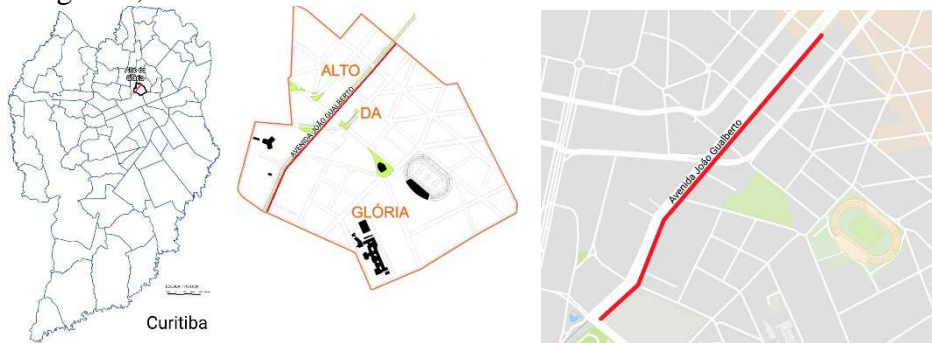 ALTO
DA
GLÓRIA
AVENIDA JOÃO GUALBERTO
Curitiba
Avenida João Gualberto